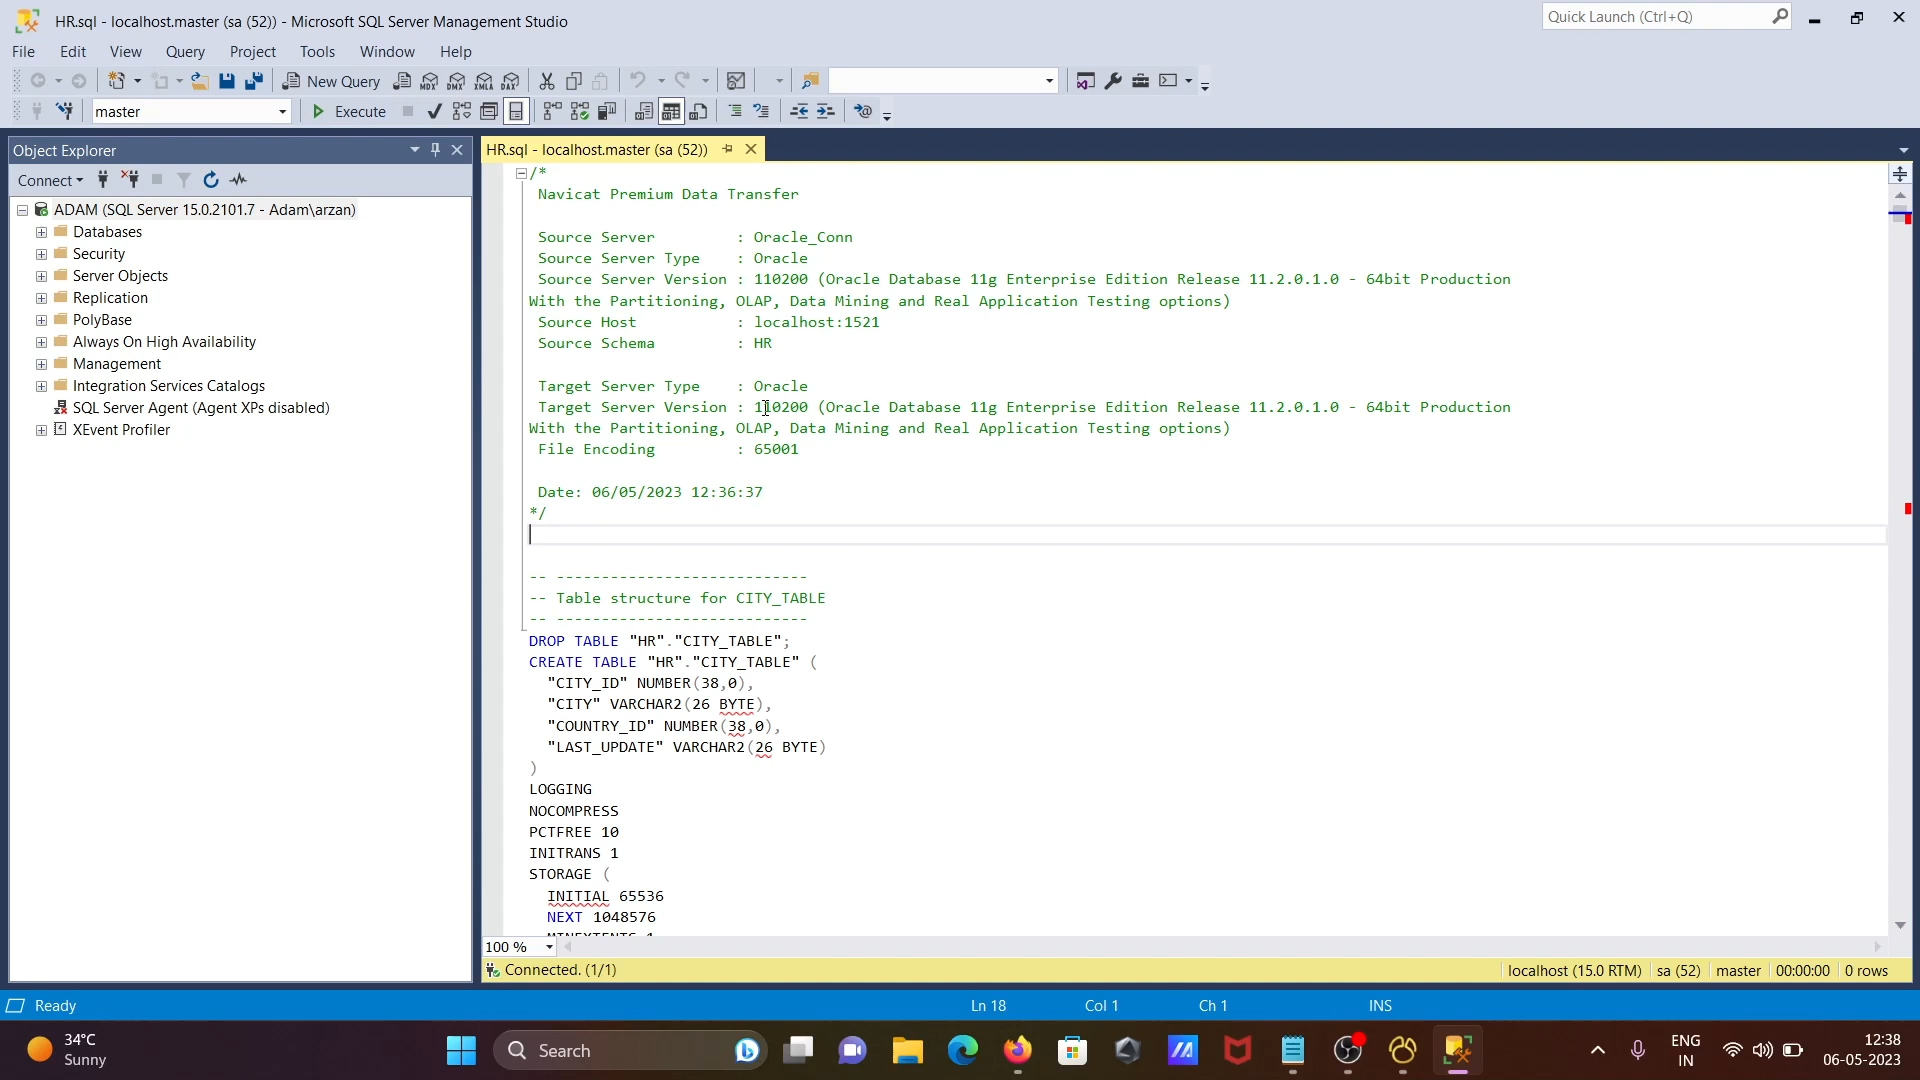 HR.sql - localhost.master (sa (52)) - Microsoft SQL Server Management Studio
Quick Launch (Ctrl+Q)
File Edit View Query Project Tools Window Help
New Query MDX DMX XMLA DAX
master Execute
Object Explorer
Connect
ADAM (SQL Server 15.0.2101.7 - Adam\arzan)
Databases
Security
Server Objects
Replication
PolyBase
Always On High Availability
Management
Integration Services Catalogs
SQL Server Agent (Agent XPs disabled)
XEvent Profiler
HR.sql - localhost.master (sa (52))
/*
Navicat Premium Data Transfer
Source Server : Oracle_Conn
Source Server Type : Oracle
Source Server Version : 110200 (Oracle Database 11g Enterprise Edition Release 11.2.0.1.0 - 64bit Production
With the Partitioning, OLAP, Data Mining and Real Application Testing options)
Source Host : localhost:1521
Source Schema : HR
Target Server Type : Oracle
Target Server Version : 110200 (Oracle Database 11g Enterprise Edition Release 11.2.0.1.0 - 64bit Production
With the Partitioning, OLAP, Data Mining and Real Application Testing options)
File Encoding : 65001
Date: 06/05/2023 12:36:37
*/
-- ----------------------------
-- Table structure for CITY_TABLE
-- ----------------------------
DROP TABLE "HR"."CITY_TABLE";
CREATE TABLE "HR"."CITY_TABLE" (
"CITY_ID" NUMBER(38,0),
"CITY" VARCHAR2(26 BYTE),
"COUNTRY_ID" NUMBER(38,0),
"LAST_UPDATE" VARCHAR2(26 BYTE)
)
LOGGING
NOCOMPRESS
PCTFREE 10
INITRANS 1
STORAGE (
INITIAL 65536
NEXT 1048576
100 %
Connected. (1/1)
localhost (15.0 RTM) sa (52) master 00:00:00 0 rows
Ready Ln 18 Col 1 Ch 1 INS
34°C
Sunny
Search
ENG
IN
12:38
06-05-2023